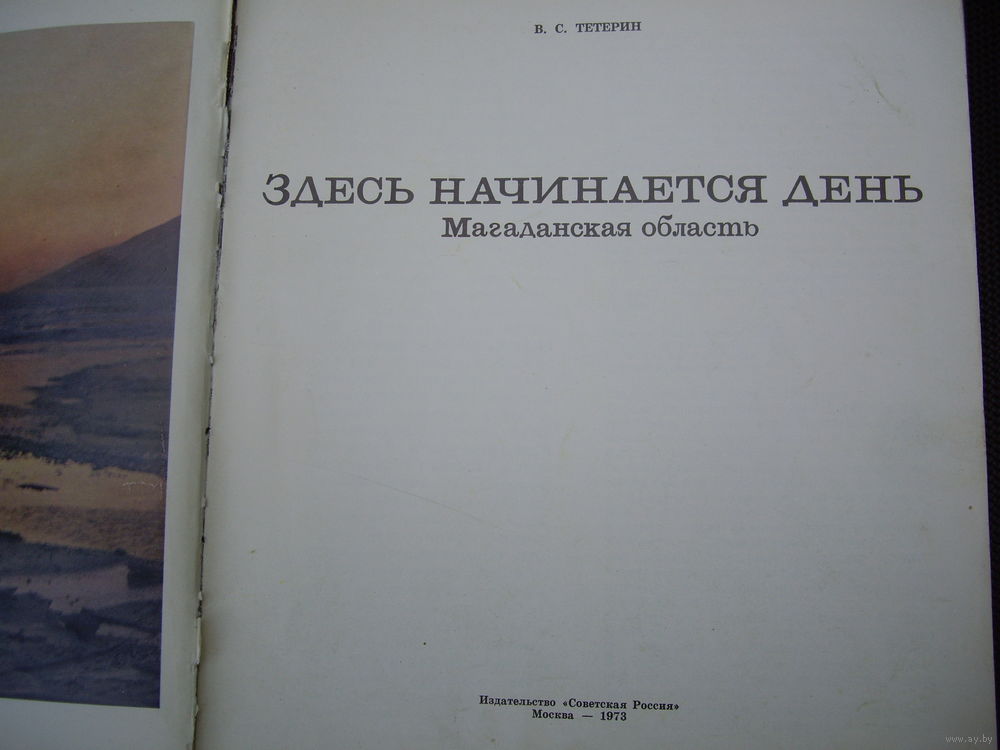 В. С. ТЕТЕРИН
ЗДЕСЬ НАЧИНАЕТСЯ ДЕНЬ
Магаданская область
Издательство «Советская Россия»
Москва — 1973
www.ay.by